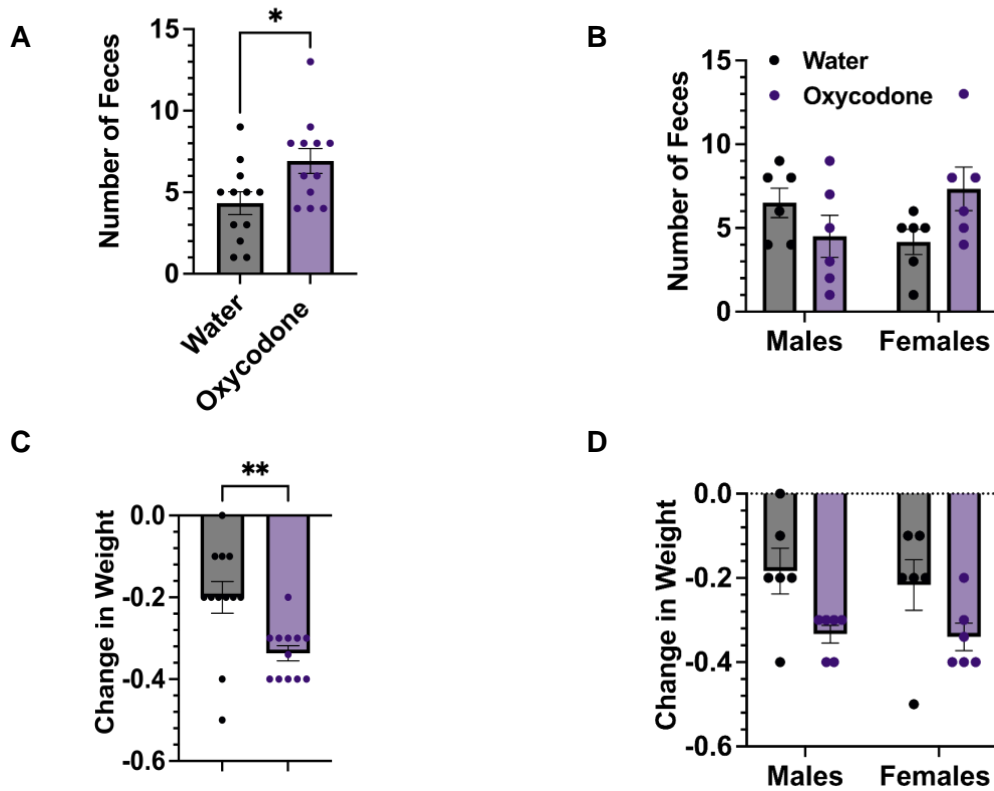 A
Number of Feces
15
10
5
0
*
Water
Oxycodone
B
Number of Feces
15
10
5
0
Water
Oxycodone
Males
Females
C
Change in Weight
0.0
-0.2
-0.4
-0.6
**
D
Change in Weight
0.0
-0.2
-0.4
-0.6
Males
Females